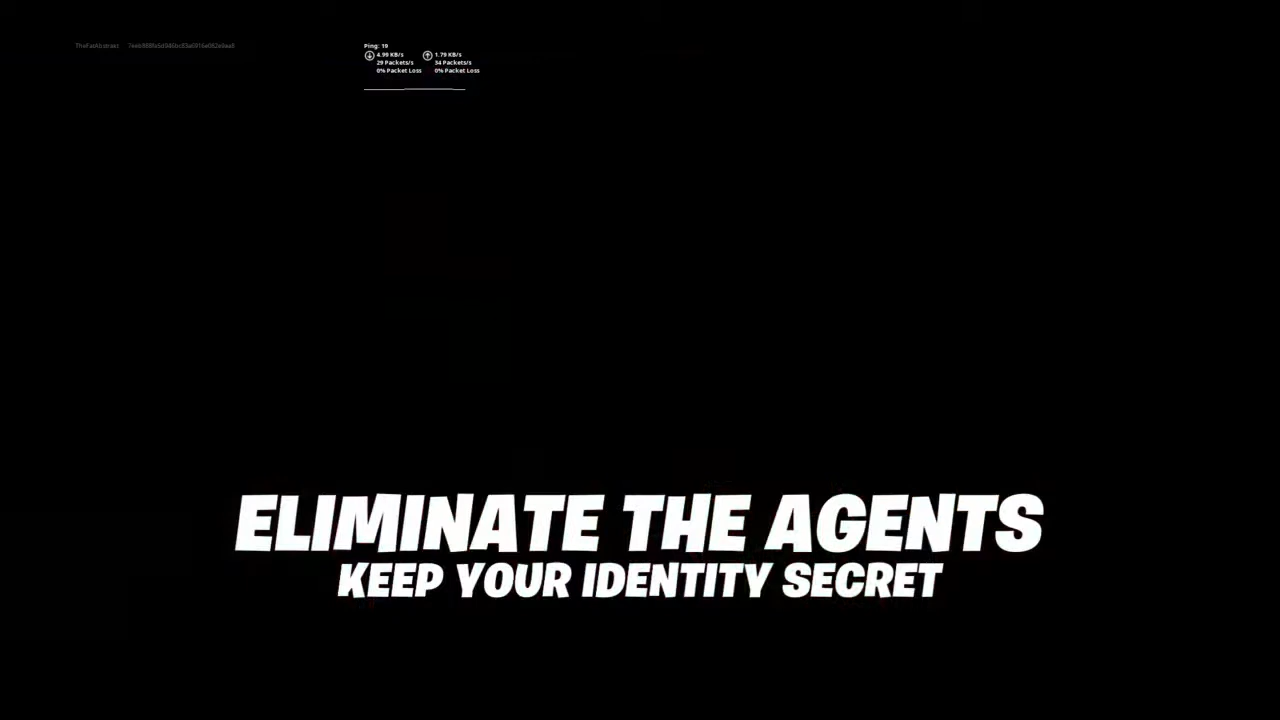 TheFatAbstract
Ping: 19
4.99 KB/s 1.79 KB/s
29 Packets/s 34 Packets/s
0% Packet Loss 0% Packet Loss
ELIMINATE THE AGENTS
KEEP YOUR IDENTITY SECRET